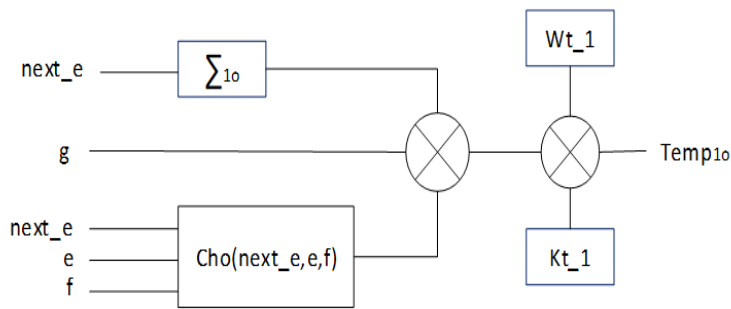 Wt_1
next_e
∑1o
g
Temp1o
next_e
e
Cho(next_e,e,f)
f
Kt_1